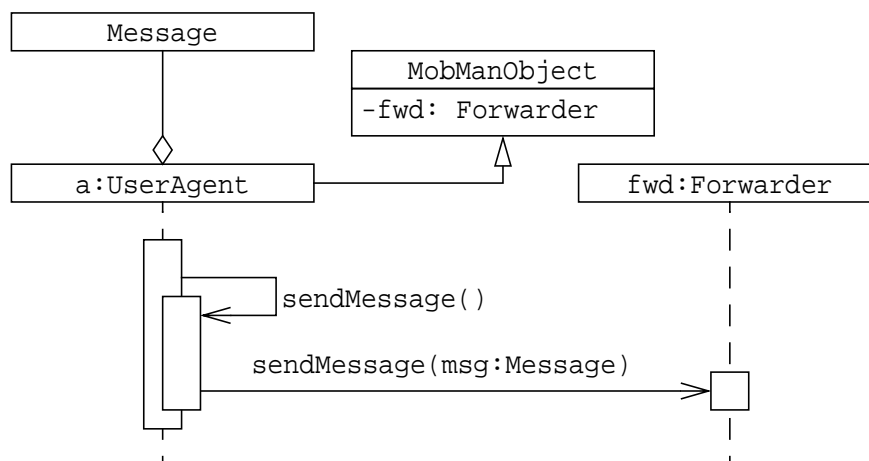 Message
MobManObject
-fwd: Forwarder
a:UserAgent
fwd:Forwarder
sendMessage()
sendMessage(msg:Message)